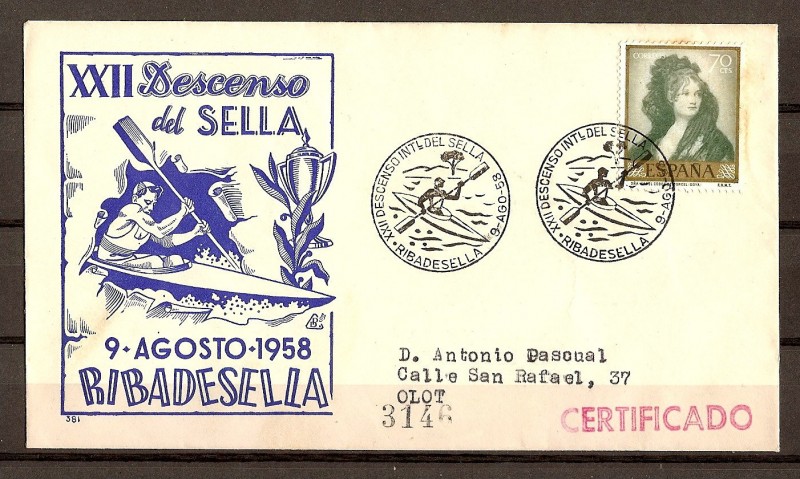 XXII Descenso
del SELLA
9·AGOSTO·1958
RIBADESELLA
381
XXII DESCENSO INTL. DEL SELLA
9-AGO-58
·RIBADESELLA·
XXII DESCENSO INTL. DEL SELLA
9-AGO-58
·RIBADESELLA·
CORREOS
70
CTS
ESPAÑA
D. Antonio Pascual
Calle San Rafael, 37
OLOT
3146
CERTIFICADO